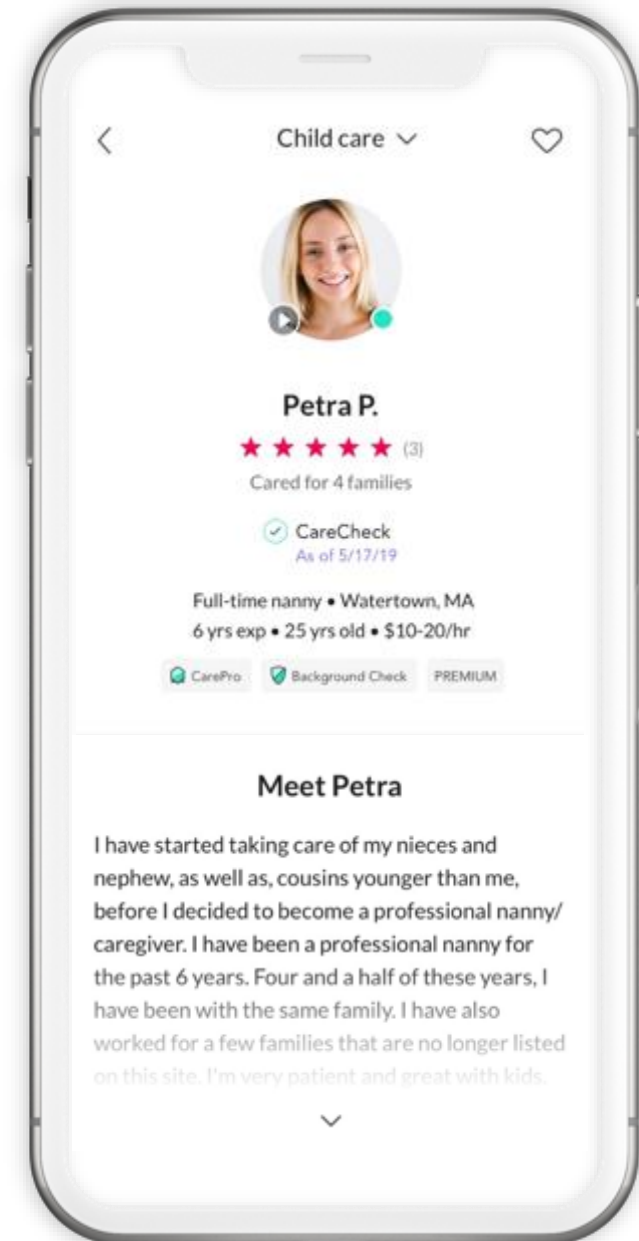 Child care
Petra P.
(3)
Cared for 4 families
CareCheck
As of 5/17/19
Full-time nanny • Watertown, MA
6 yrs exp • 25 yrs old • $10-20/hr
CarePro Background Check PREMIUM
Meet Petra
I have started taking care of my nieces and
nephew, as well as, cousins younger than me,
before I decided to become a professional nanny/
caregiver. I have been a professional nanny for
the past 6 years. Four and a half of these years, I
have been with the same family. I have also
worked for a few families that are no longer listed
on this site. I'm very patient and great with kids.